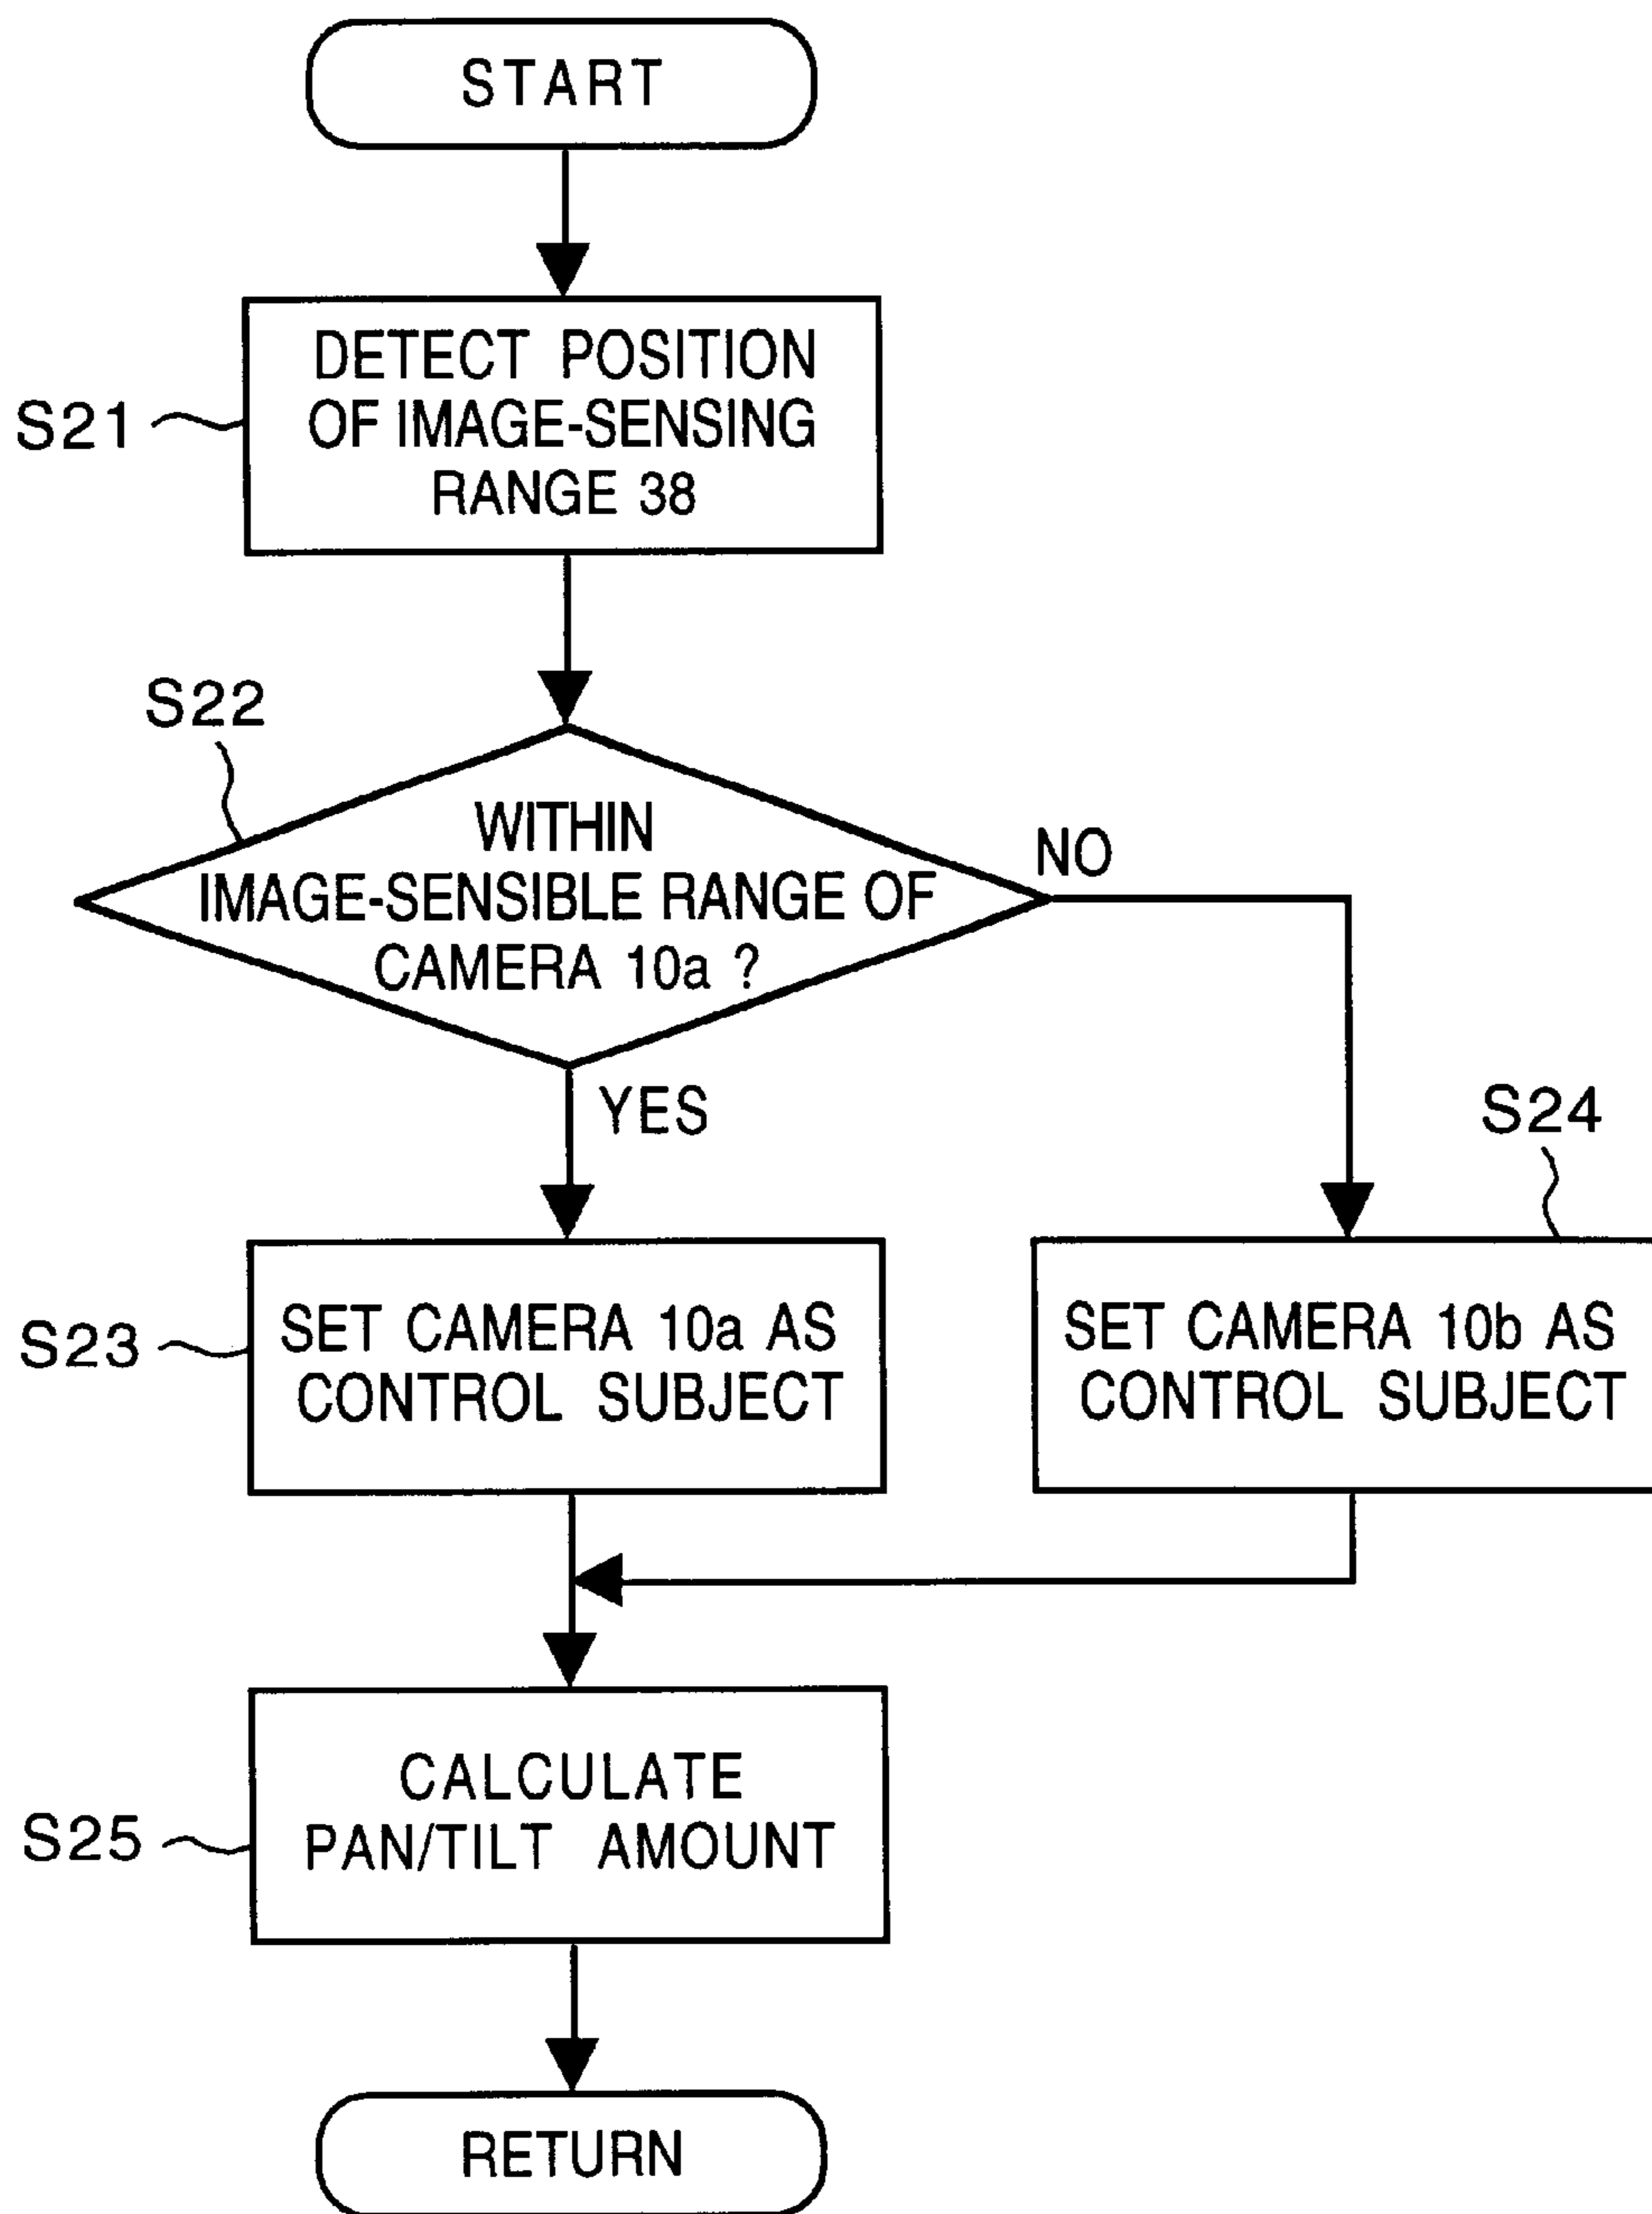 START
DETECT POSITION
OF IMAGE-SENSING
RANGE 38
S21
S22
WITHIN
IMAGE-SENSIBLE RANGE OF
CAMERA 10a ?
NO
YES
S24
SET CAMERA 10a AS
CONTROL SUBJECT
S23
SET CAMERA 10b AS
CONTROL SUBJECT
CALCULATE
PAN/TILT AMOUNT
S25
RETURN